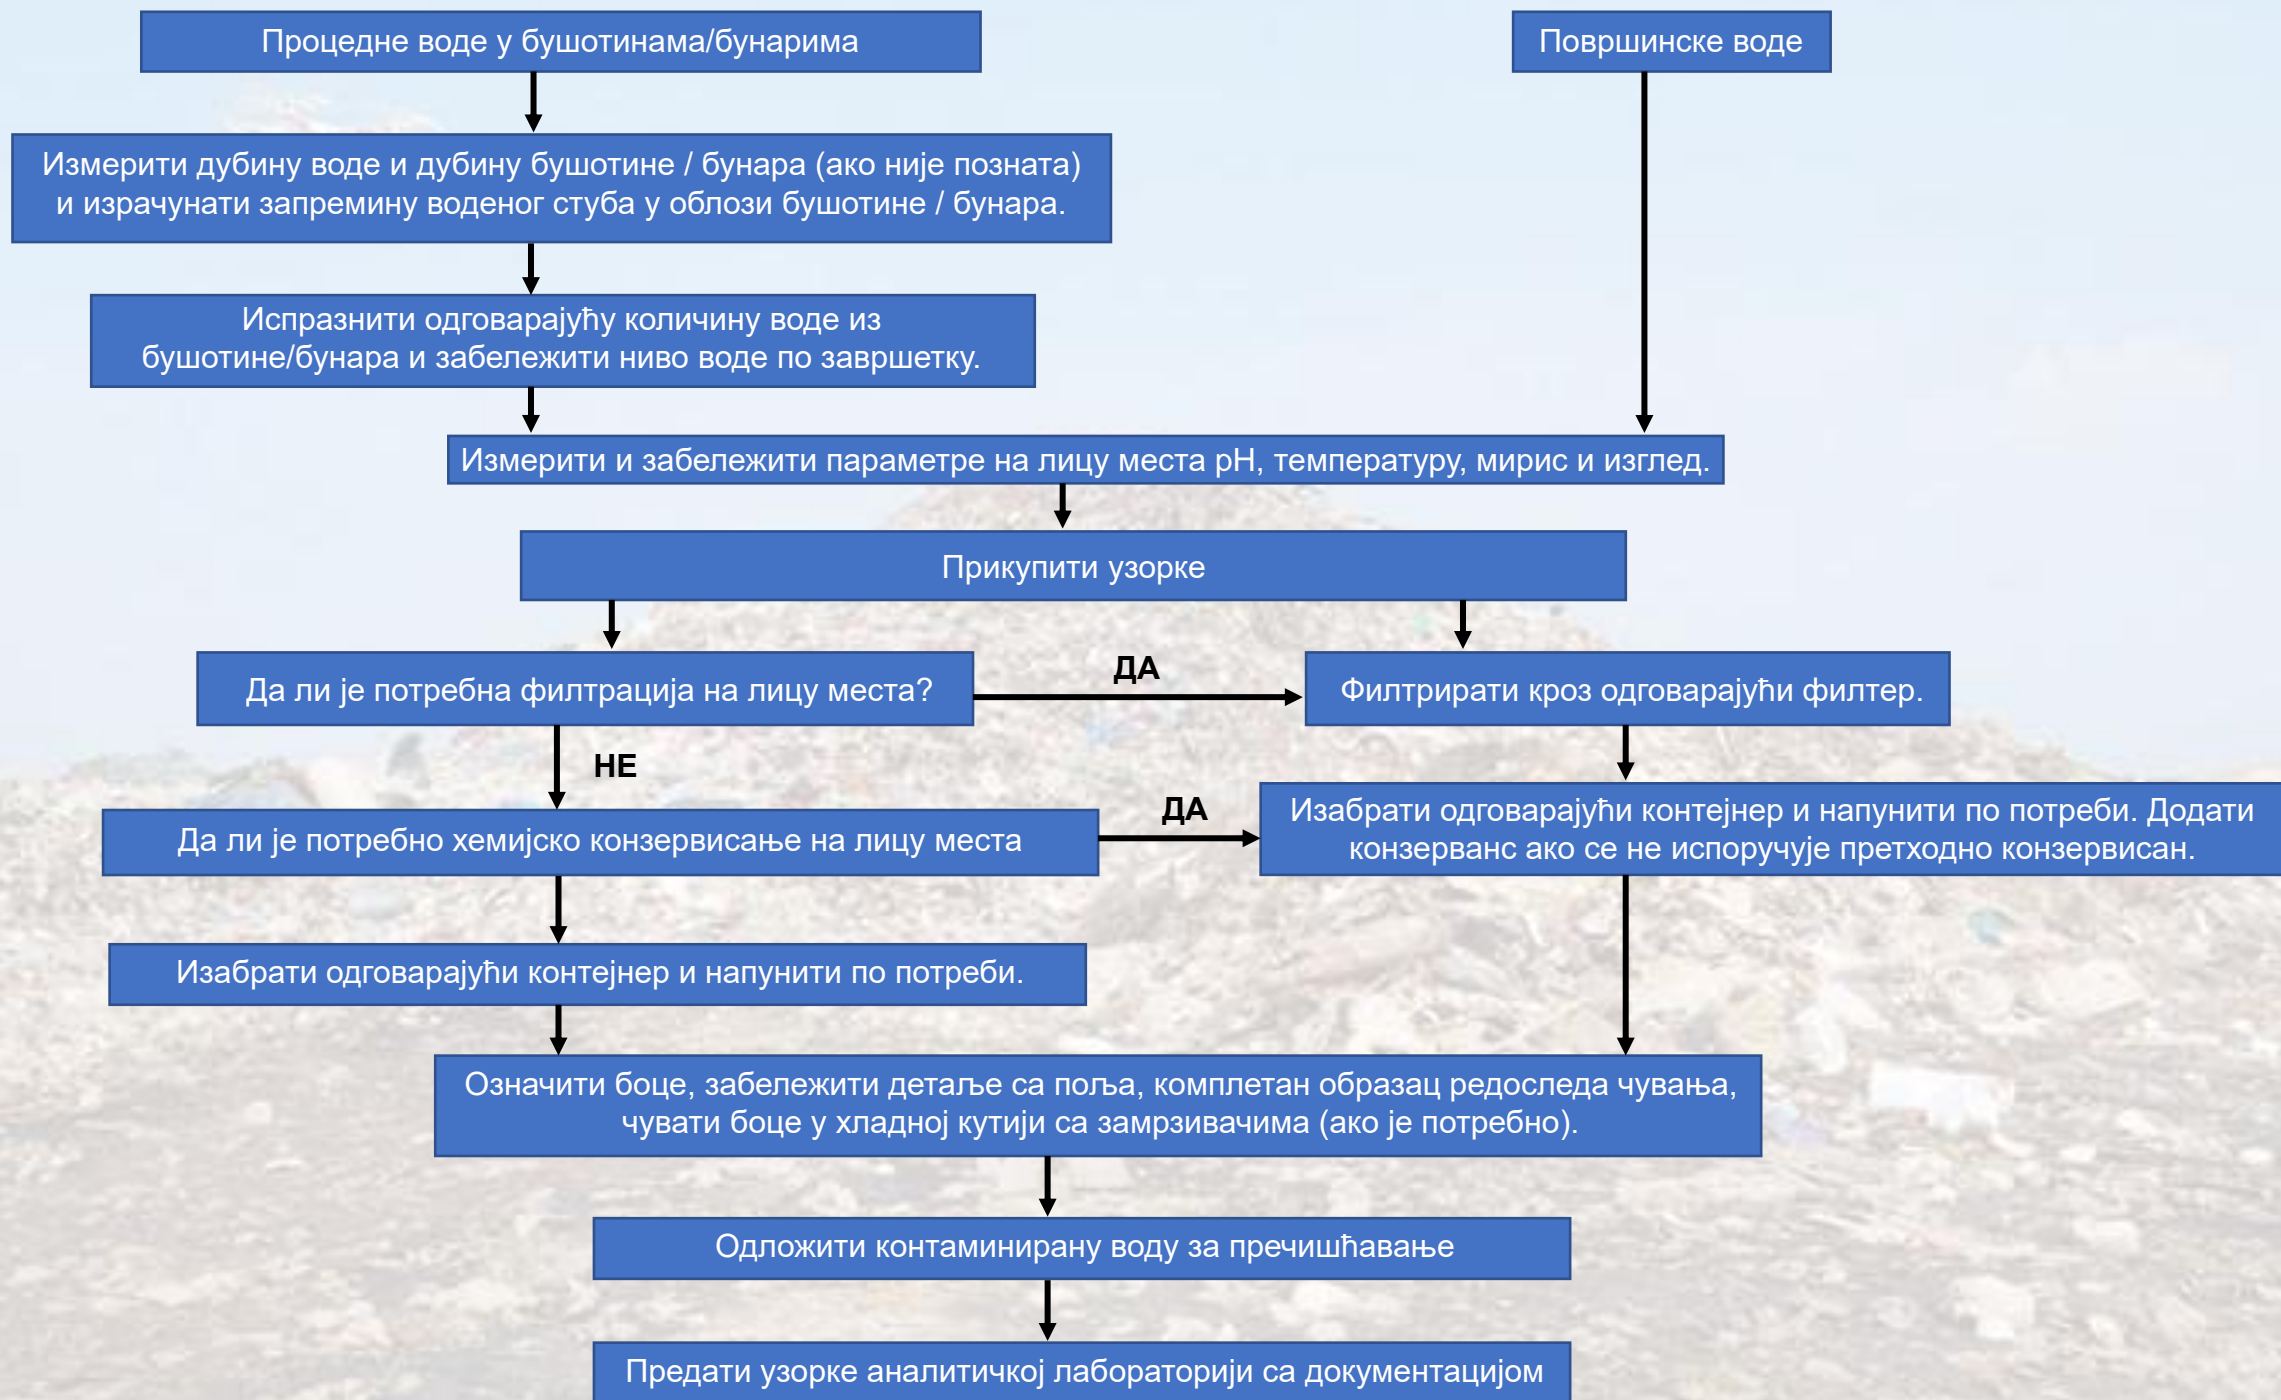 Процедне воде у бушотинама/бунарима
Површинске воде
Измерити дубину воде и дубину бушотине / бунара (ако није позната)
и израчунати запремину воденог стуба у облози бушотине / бунара.
Испразнити одговарајућу количину воде из
бушотине/бунара и забележити ниво воде по завршетку.
Измерити и забележити параметре на лицу места pH, температуру, мирис и изглед.
Прикупити узорке
Да ли је потребна филтрација на лицу места?
ДА
Филтрирати кроз одговарајући филтер.
НЕ
Да ли је потребно хемијско конзервисање на лицу места
ДА
Изабрати одговарајући контејнер и напунити по потреби. Додати
конзерванс ако се не испоручује претходно конзервисан.
Изабрати одговарајући контејнер и напунити по потреби.
Означити боце, забележити детаље са поља, комплетан образац редоследа чувања,
чувати боце у хладној кутији са замрзивачима (ако је потребно).
Одложити контаминирану воду за пречишћавање
Предати узорке аналитичкој лабораторији са документацијом